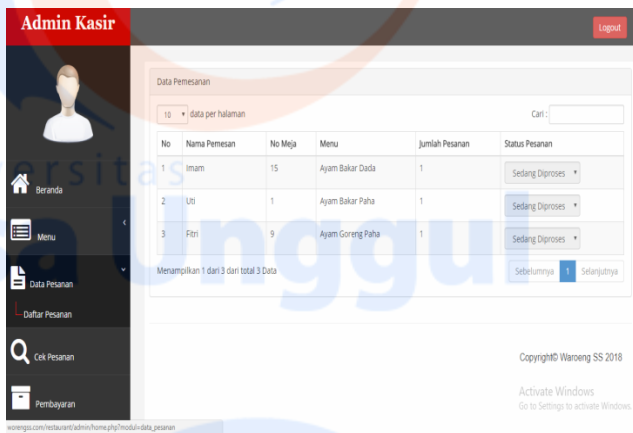 Admin Kasir
Logout
Data Pemesanan
10 data per halaman Cari :
No Nama Pemesan No Meja Menu Jumlah Pesanan Status Pesanan
1 Imam 15 Ayam Bakar Dada 1 Sedang Diproses
2 Uti 1 Ayam Bakar Paha 1 Sedang Diproses
3 Fitri 9 Ayam Goreng Paha 1 Sedang Diproses
Menampilkan 1 dari 3 dari total 3 Data Sebelumnya 1 Selanjutnya
Beranda
Menu
Data Pesanan
Daftar Pesanan
Cek Pesanan
Pembayaran
Copyright© Waroeng SS 2018
Activate Windows
Go to Settings to activate Windows.
worengss.com/restaurant/admin/home.php?modul=data_pesanan
ersitas
a Unggul